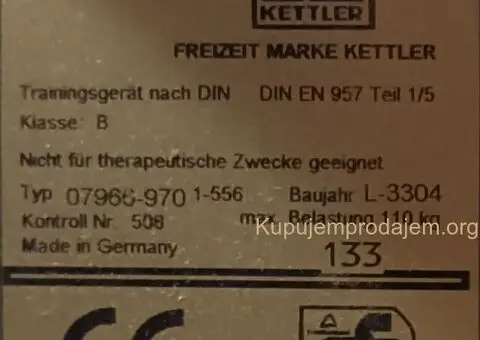 KETTLER
FREIZEIT MARKE KETTLER
Trainingsgerät nach DIN DIN EN 957 Teil 1/5
Klasse: B
Nicht für therapeutische Zwecke geeignet
Typ 07966-970 1-556 Baujahr L-3304
Kontroll Nr. 508 max. Belastung 110 kg
Kupujemprodajem.org
Made in Germany 133
CE